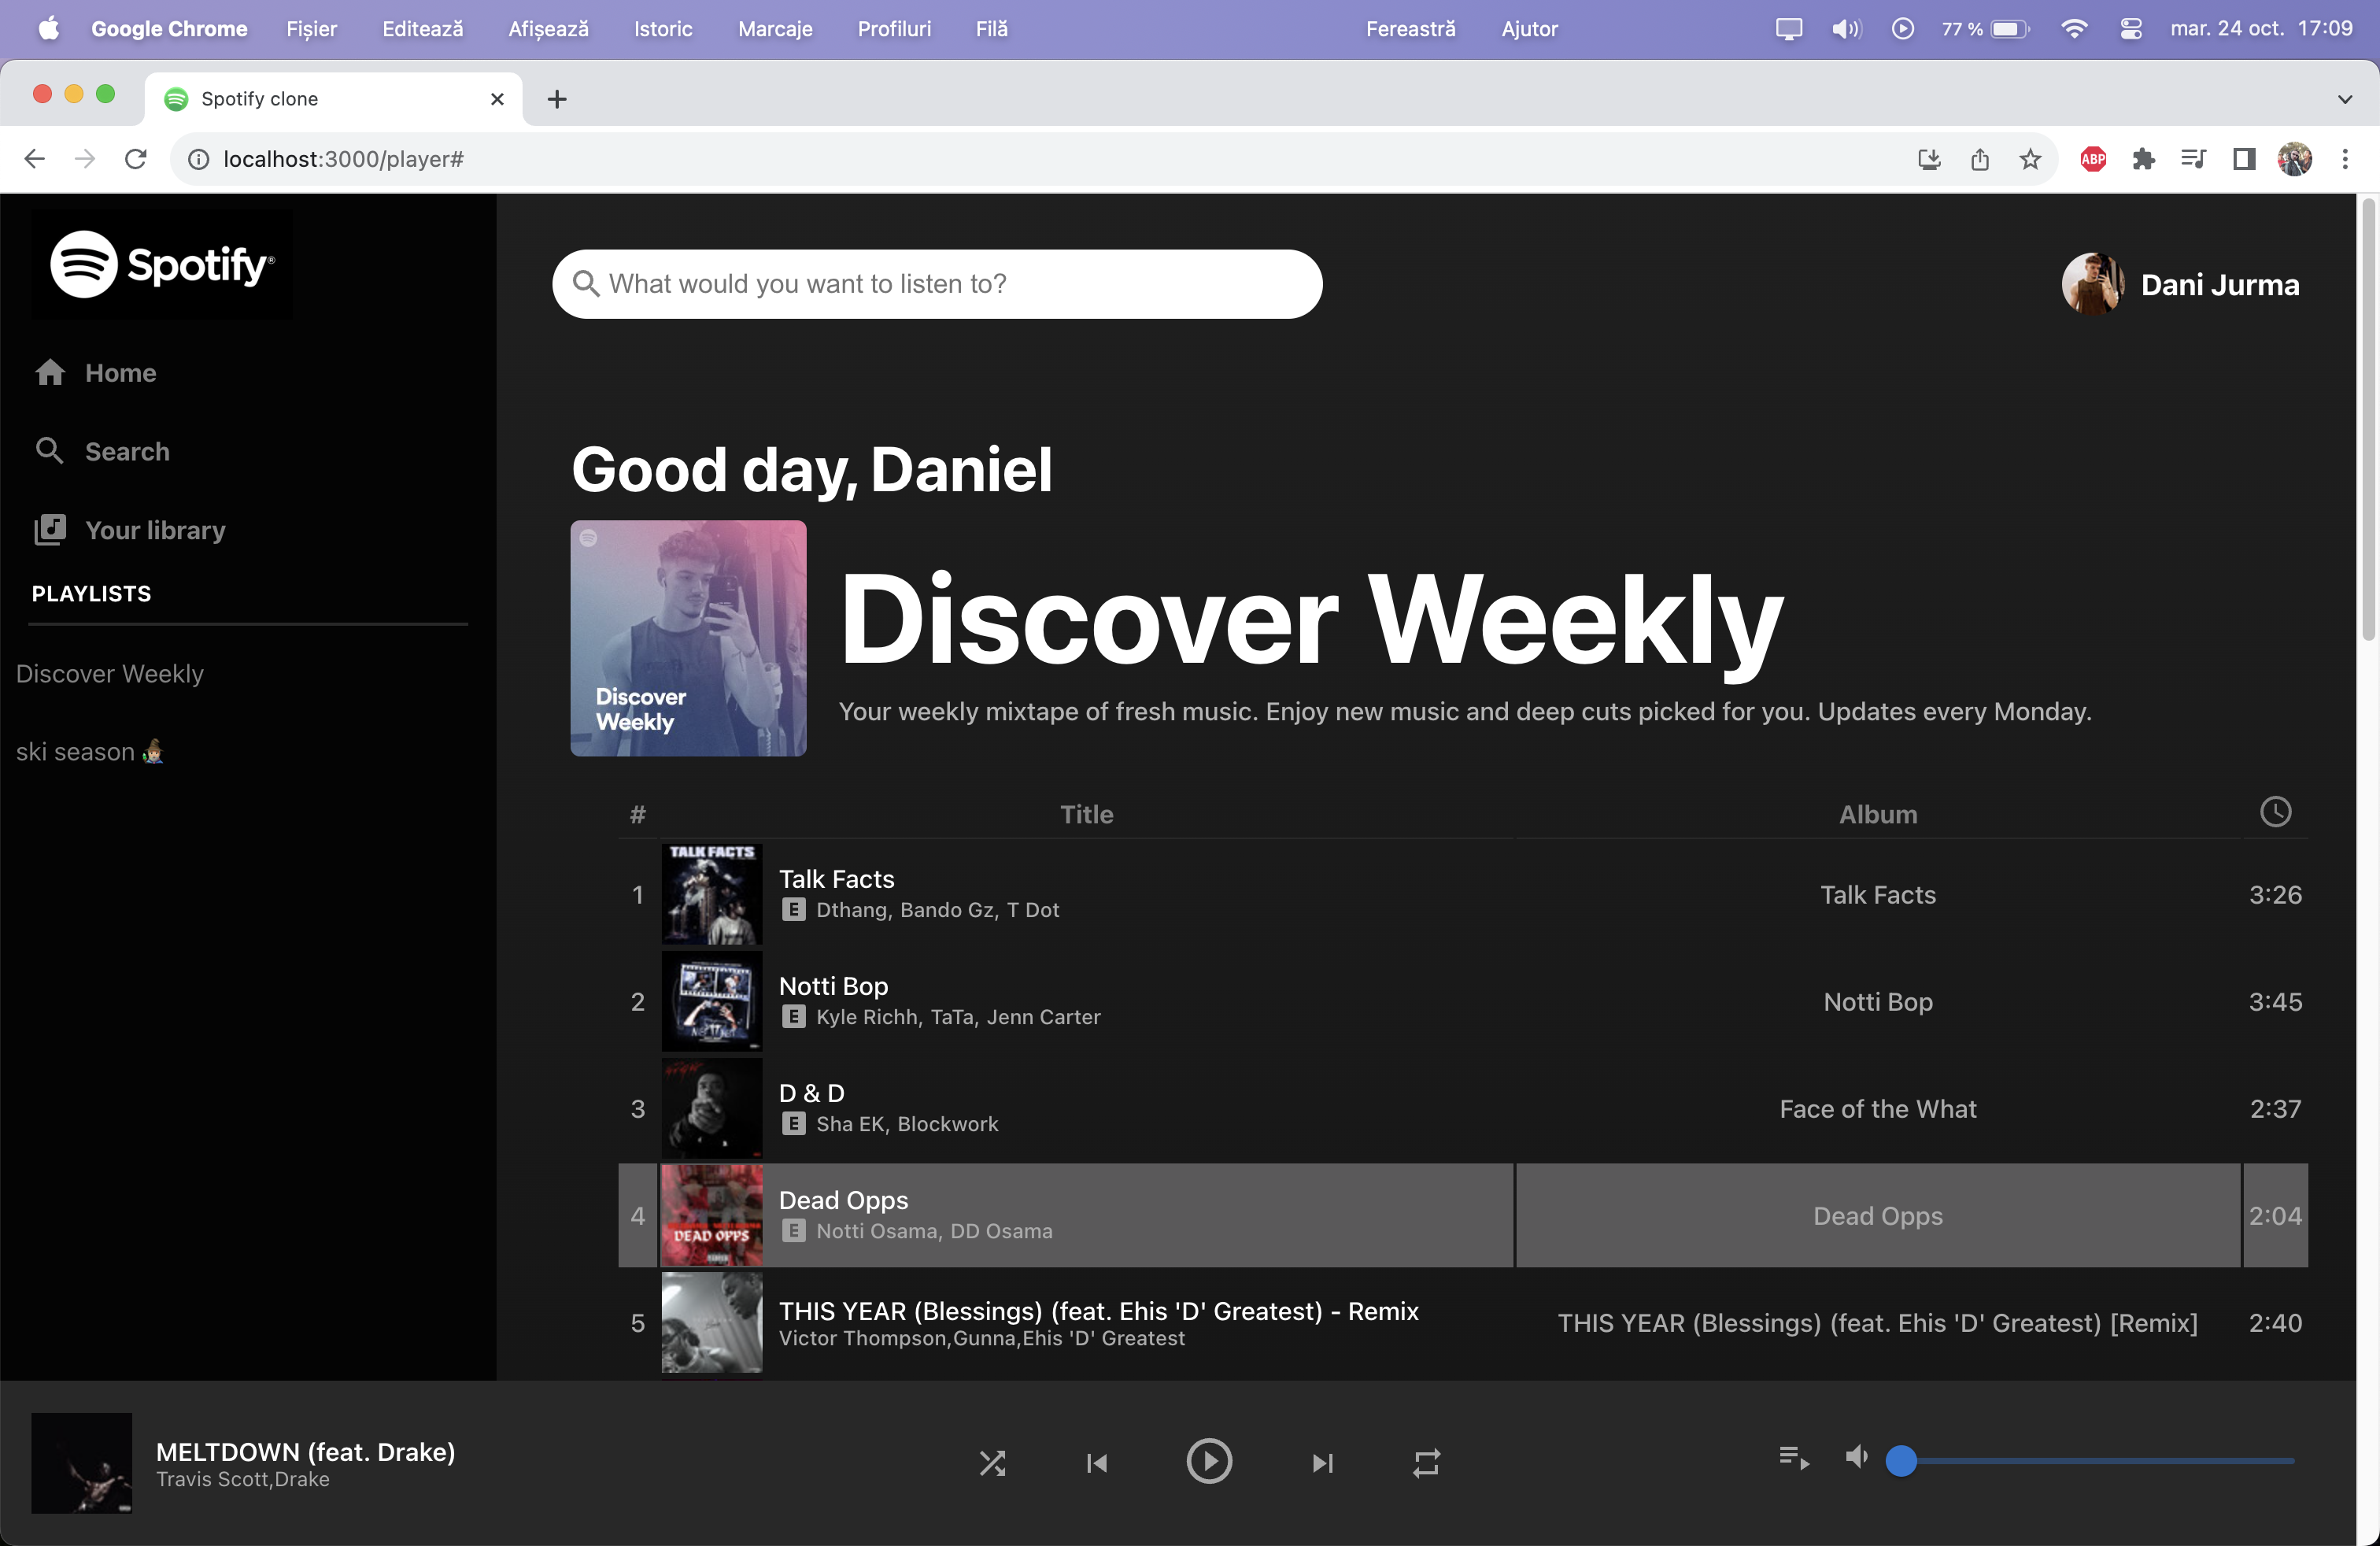 Google Chrome Fișier Editează Afișează Istoric Marcaje Profiluri Filă Fereastră Ajutor 77 % mar. 24 oct. 17:09
Spotify clone
localhost:3000/player#
ABP
Spotify®
What would you want to listen to?
Dani Jurma
Home
Search
Your library
PLAYLISTS
Discover Weekly
ski season
Good day, Daniel
Discover
Weekly
Discover Weekly
Your weekly mixtape of fresh music. Enjoy new music and deep cuts picked for you. Updates every Monday.
# Title Album
TALK FACTS
1 Talk Facts Talk Facts 3:26
E Dthang, Bando Gz, T Dot
2 Notti Bop Notti Bop 3:45
E Kyle Richh, TaTa, Jenn Carter
3 D & D Face of the What 2:37
E Sha EK, Blockwork
4 Dead Opps Dead Opps 2:04
E Notti Osama, DD Osama
DEAD OPPS
5 THIS YEAR (Blessings) (feat. Ehis 'D' Greatest) - Remix THIS YEAR (Blessings) (feat. Ehis 'D' Greatest) [Remix] 2:40
Victor Thompson,Gunna,Ehis 'D' Greatest
MELTDOWN (feat. Drake)
Travis Scott,Drake